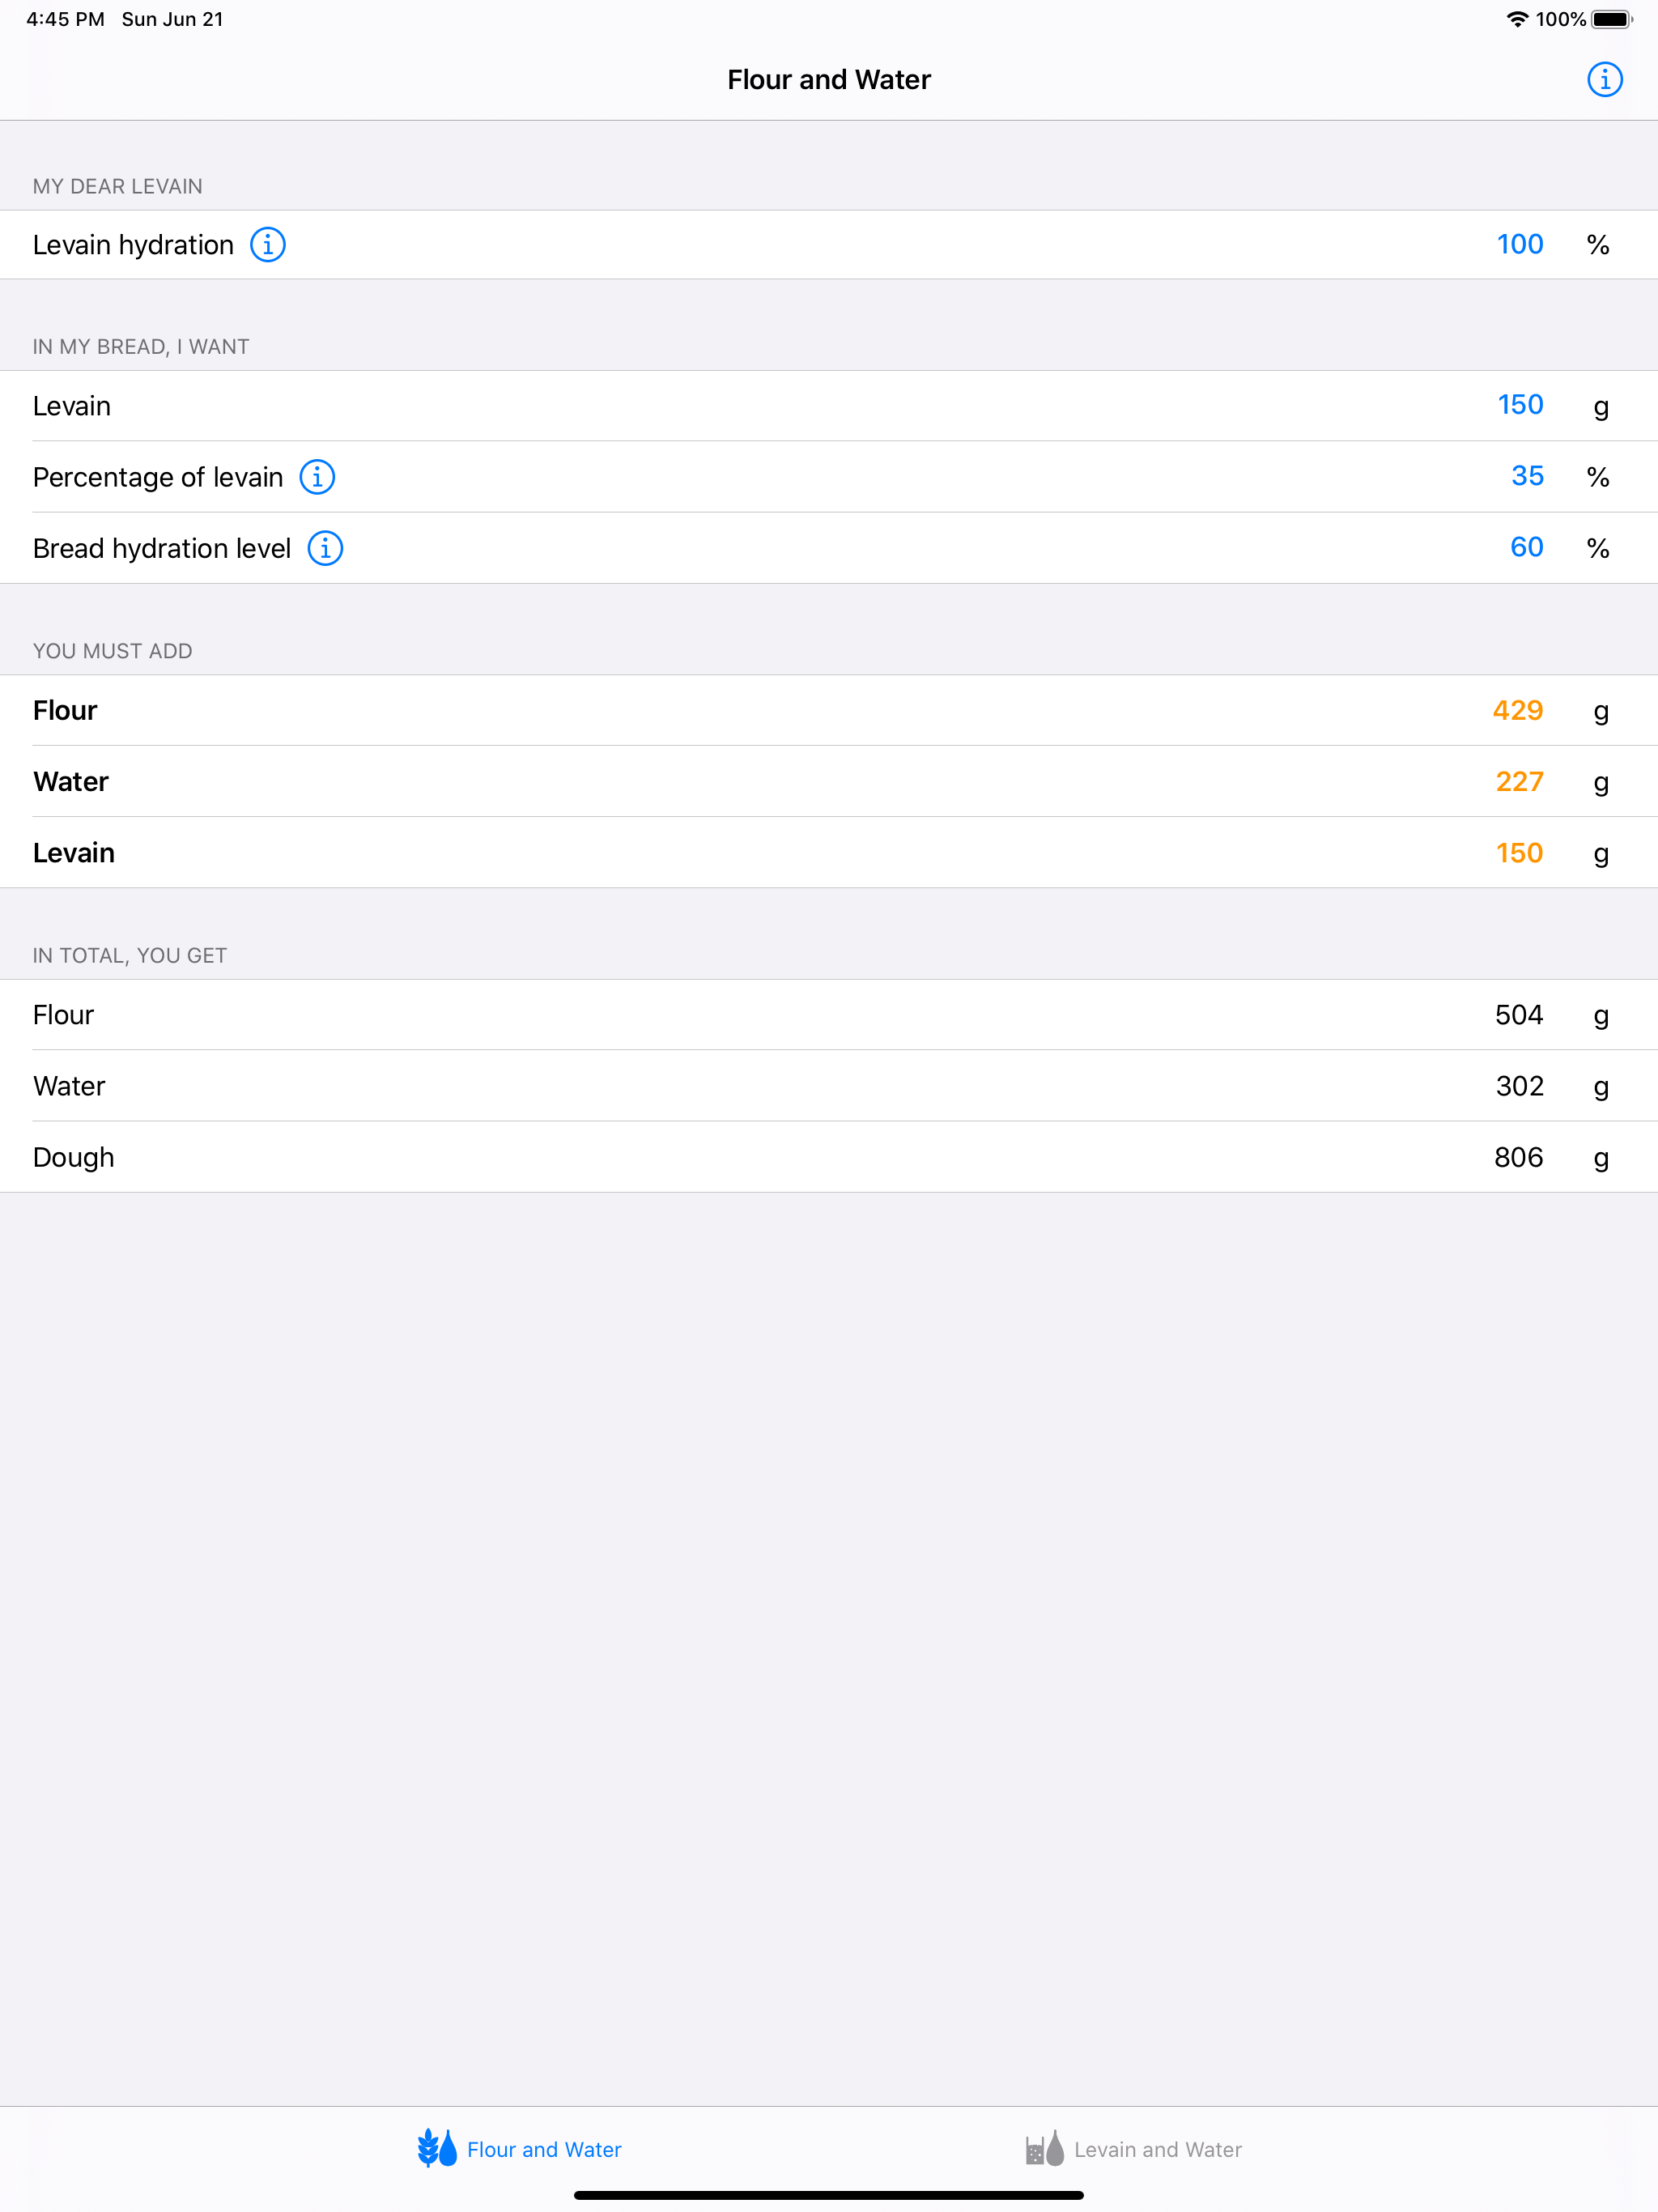 4:45 PM Sun Jun 21 100%
Flour and Water
MY DEAR LEVAIN
Levain hydration 100 %
IN MY BREAD, I WANT
Levain 150 g
Percentage of levain 35 %
Bread hydration level 60 %
YOU MUST ADD
Flour 429 g
Water 227 g
Levain 150 g
IN TOTAL, YOU GET
Flour 504 g
Water 302 g
Dough 806 g
Flour and Water Levain and Water